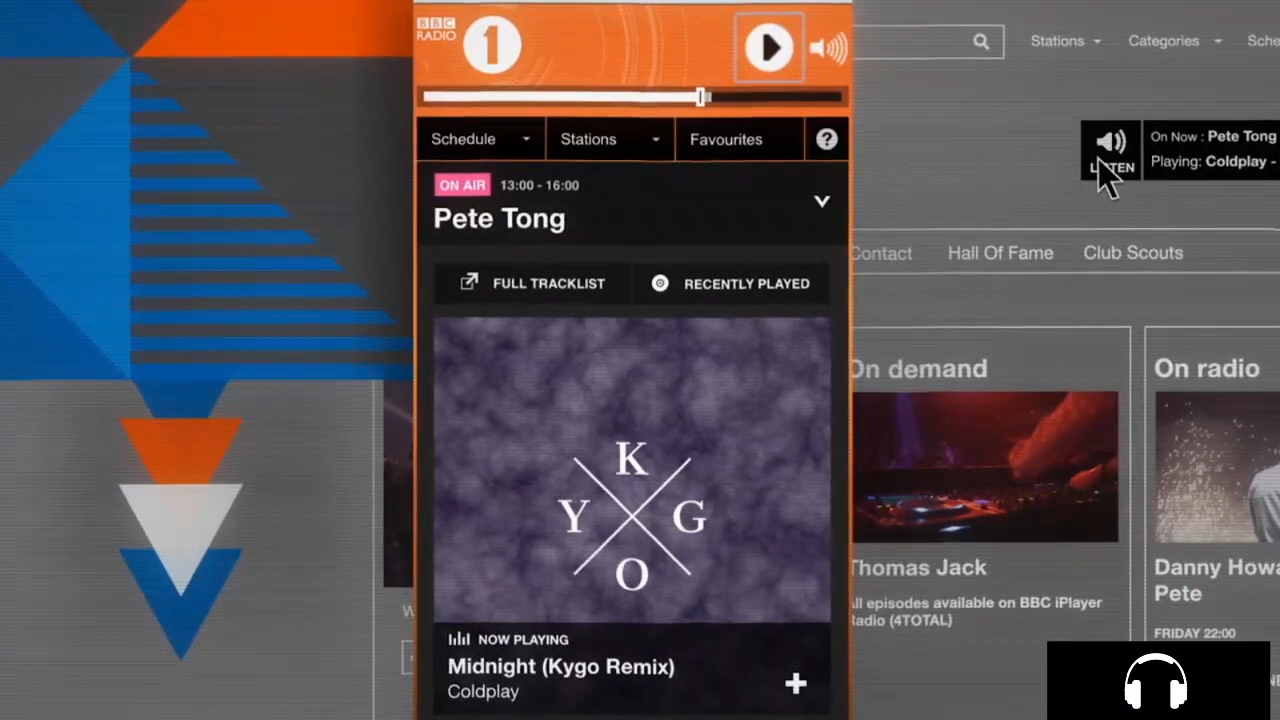 BBC
RADIO
1
Stations
Categories
Schedule
Stations
Favourites
?
LISTEN
On Now : Pete Tong
Playing: Coldplay -
ON AIR
13:00 - 16:00
Pete Tong
FULL TRACKLIST
RECENTLY PLAYED
Contact
Hall Of Fame
Club Scouts
K
Y
G
O
NOW PLAYING
Midnight (Kygo Remix)
Coldplay
On demand
Thomas Jack
All episodes available on BBC iPlayer
Radio (4TOTAL)
On radio
Danny Howa
Pete
FRIDAY 22:00